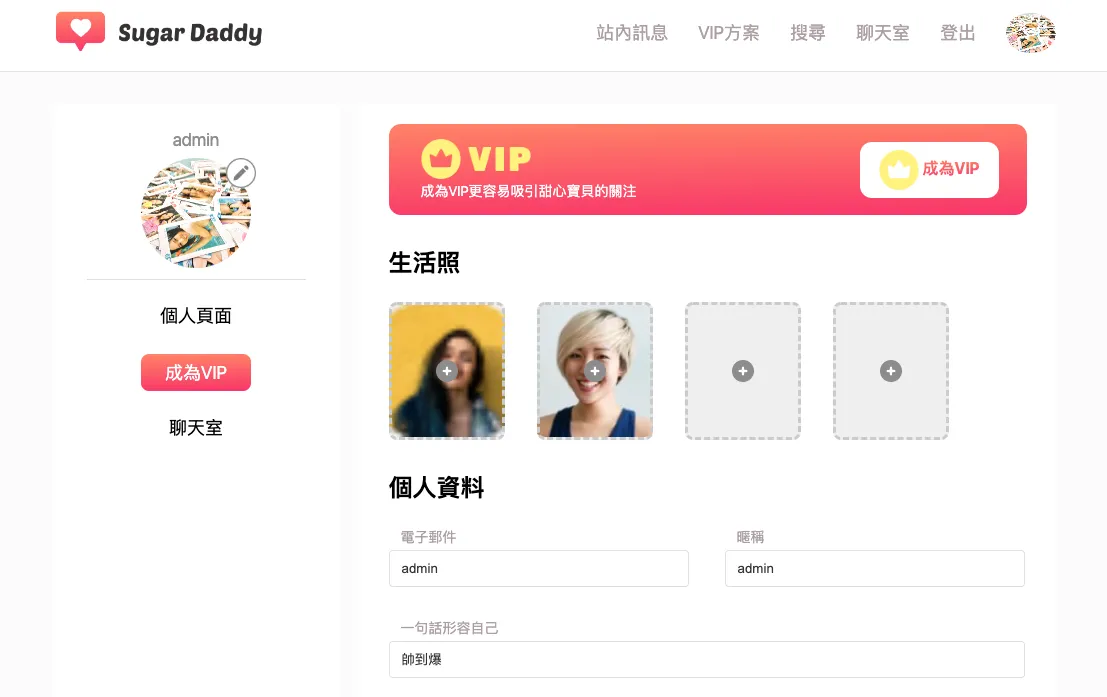 Sugar Daddy
站內訊息 VIP方案 搜尋 聊天室 登出
admin
個人頁面
成為VIP
聊天室
VIP
成為VIP更容易吸引甜心寶貝的關注
成為VIP
生活照
個人資料
電子郵件 暱稱
admin admin
一句話形容自己
帥到爆